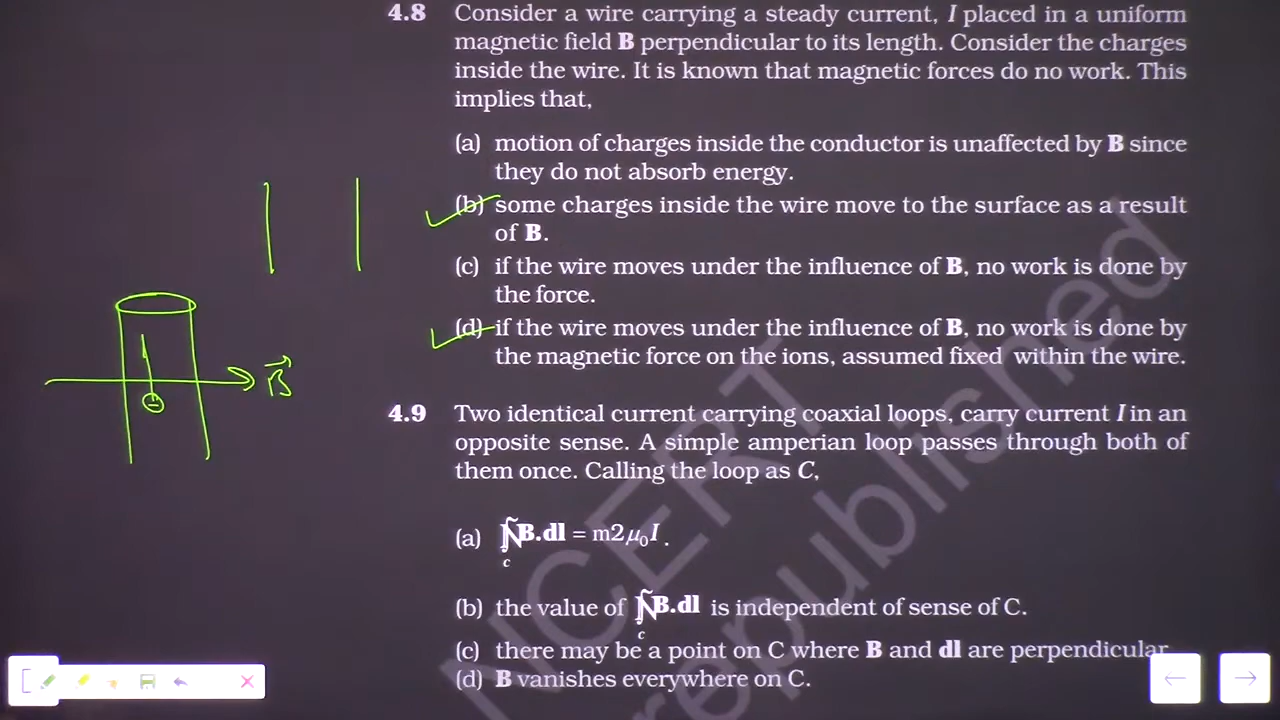 4.8 Consider a wire carrying a steady current, I placed in a uniform
magnetic field B perpendicular to its length. Consider the charges
inside the wire. It is known that magnetic forces do no work. This
implies that,
(a) motion of charges inside the conductor is unaffected by B since
they do not absorb energy.
(b) some charges inside the wire move to the surface as a result
of B.
(c) if the wire moves under the influence of B, no work is done by
the force.
(d) if the wire moves under the influence of B, no work is done by
the magnetic force on the ions, assumed fixed within the wire.
B
4.9 Two identical current carrying coaxial loops, carry current I in an
opposite sense. A simple amperian loop passes through both of
them once. Calling the loop as C,
(a) ∮B.dl = m2μ₀I .
c
(b) the value of ∮B.dl is independent of sense of C.
c
(c) there may be a point on C where B and dl are perpendicular
(d) B vanishes everywhere on C.
NCERT
republished